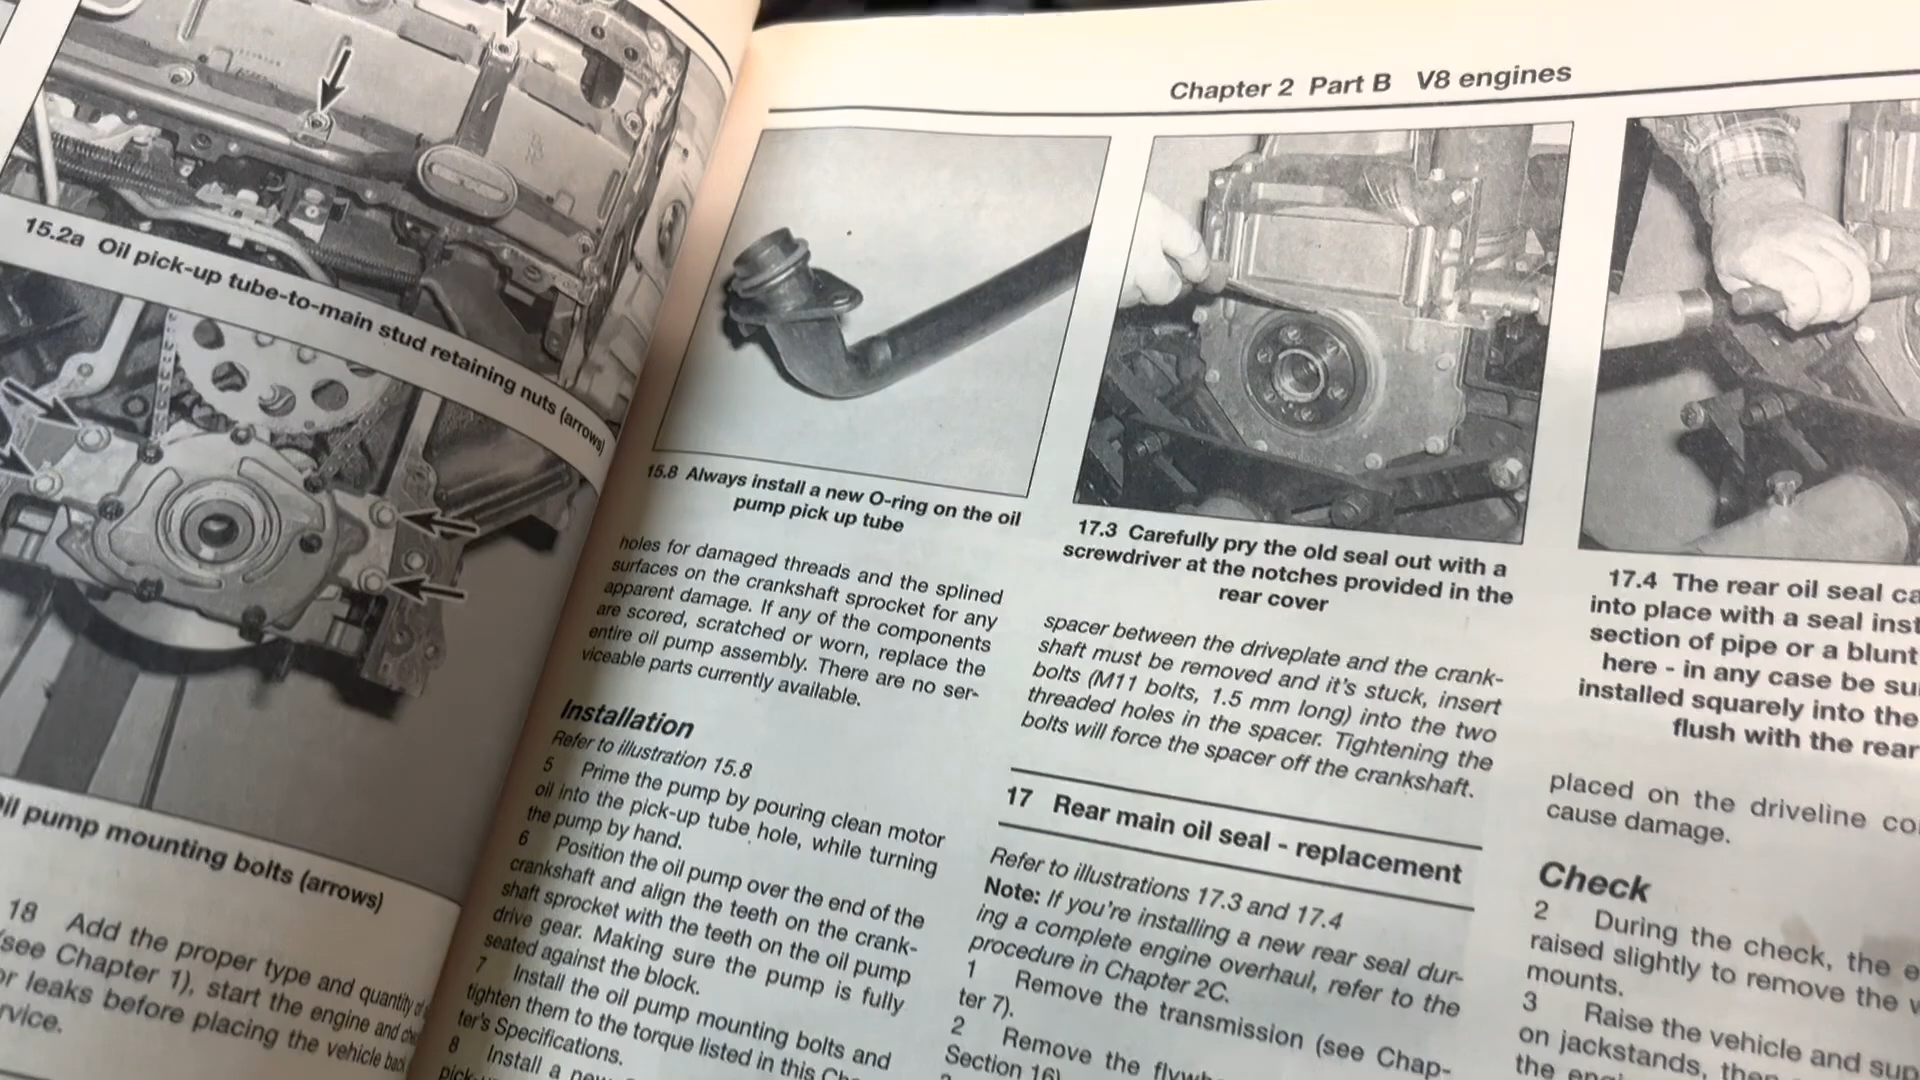 15.2a Oil pick-up tube-to-main stud retaining nuts (arrows)
Oil pump mounting bolts (arrows)
18 Add the proper type and quantity
(see Chapter 1), start the engine and
or leaks before placing the vehicle back
Chapter 2 Part B V8 engines
15.8 Always install a new O-ring on the oil
pump pick up tube
holes for damaged threads and the splined
surfaces on the crankshaft sprocket for any
apparent damage. If any of the components
are scored, scratched or worn, replace the
entire oil pump assembly. There are no ser-
viceable parts currently available.
Installation
Refer to illustration 15.8
5 Prime the pump by pouring clean motor
oil into the pick-up tube hole, while turning
the pump by hand.
6 Position the oil pump over the end of the
crankshaft and align the teeth on the crank-
shaft sprocket with the teeth on the oil pump
drive gear. Making sure the pump is fully
seated against the block.
7 Install the oil pump mounting bolts and
tighten them to the torque listed in this
ter's Specifications.
8 Install a new
17.3 Carefully pry the old seal out with a
screwdriver at the notches provided in the
rear cover
spacer between the driveplate and the crank-
shaft must be removed and it's stuck, insert
bolts (M11 bolts, 1.5 mm long) into the two
threaded holes in the spacer. Tightening the
bolts will force the spacer off the crankshaft.
17 Rear main oil seal - replacement
Refer to illustrations 17.3 and 17.4
Note: If you're installing a new rear seal dur-
ing a complete engine overhaul, refer to the
procedure in Chapter 2C.
1 Remove the transmission (see Chap-
ter 7).
2 Remove the
Section 16)
17.4 The rear oil seal
into place with a seal
section of pipe or a blunt
here - in any case be
installed squarely into the
flush with the rear
placed on the driveline
cause damage.
Check
2 During the check, the
raised slightly to remove the
mounts.
3 Raise the vehicle and
on jackstands,
the